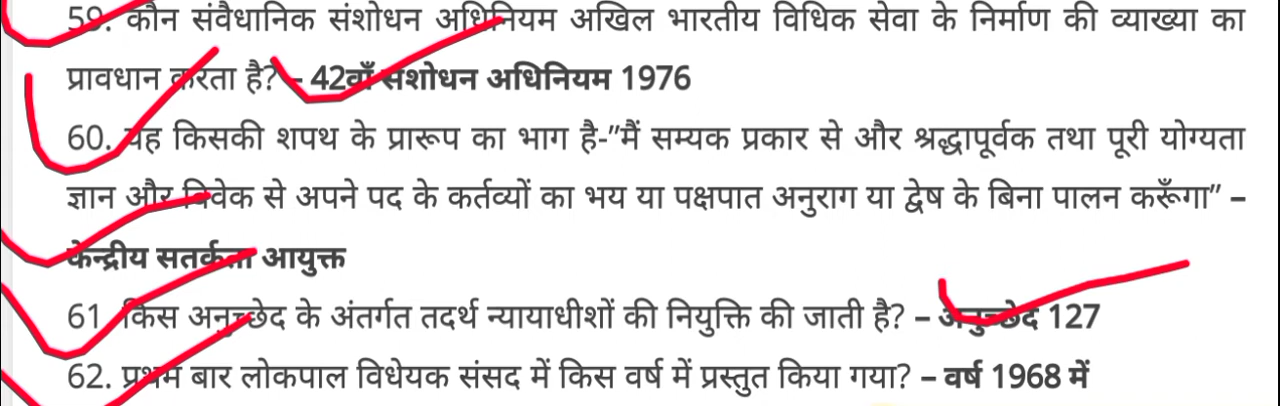 59. कौन संवैधानिक संशोधन अधिनियम अखिल भारतीय विधिक सेवा के निर्माण की व्याख्या का
प्रावधान करता है? – 42वाँ संशोधन अधिनियम 1976
60. यह किसकी शपथ के प्रारूप का भाग है-"मैं सम्यक प्रकार से और श्रद्धापूर्वक तथा पूरी योग्यता
ज्ञान और विवेक से अपने पद के कर्तव्यों का भय या पक्षपात अनुराग या द्वेष के बिना पालन करूँगा" –
केन्द्रीय सतर्कता आयुक्त
61. किस अनुच्छेद के अंतर्गत तदर्थ न्यायाधीशों की नियुक्ति की जाती है? – अनुच्छेद 127
62. प्रथम बार लोकपाल विधेयक संसद में किस वर्ष में प्रस्तुत किया गया? – वर्ष 1968 में